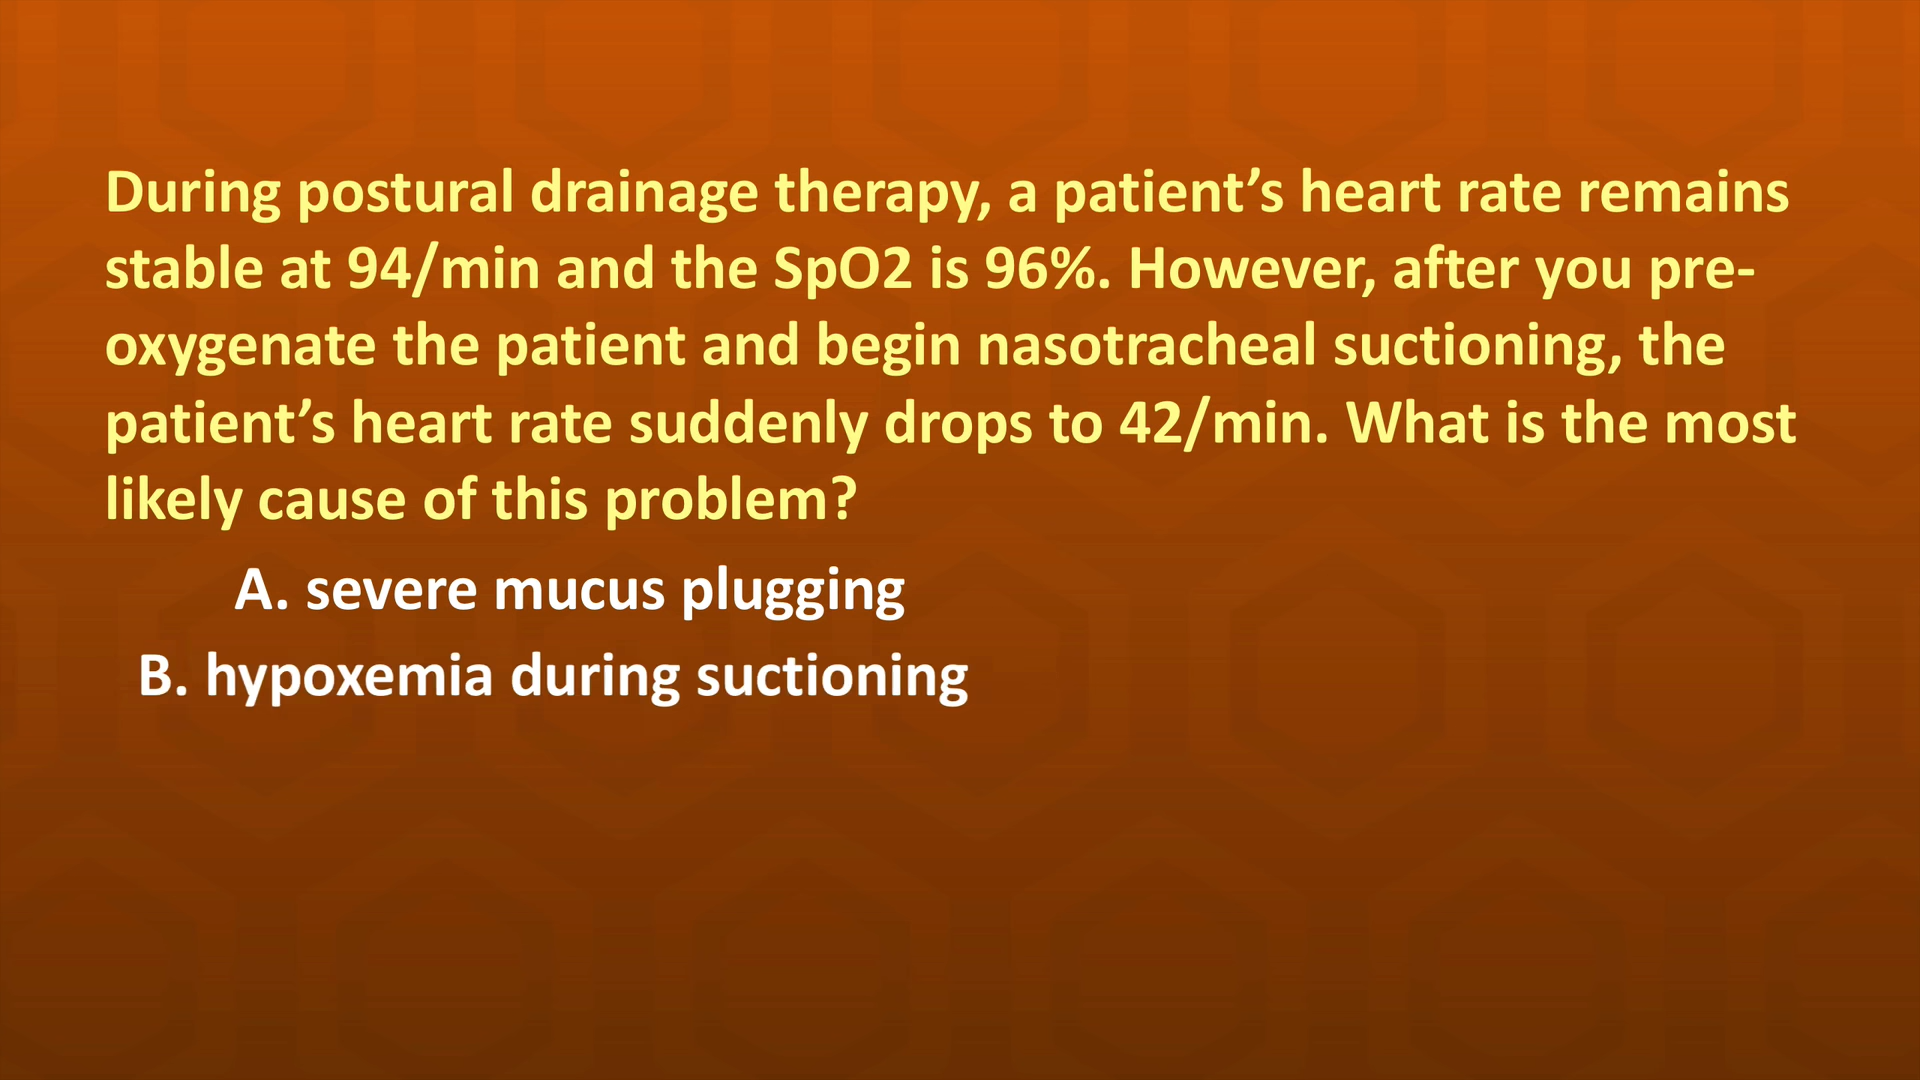 During postural drainage therapy, a patient’s heart rate remains
stable at 94/min and the SpO2 is 96%. However, after you pre-
oxygenate the patient and begin nasotracheal suctioning, the
patient’s heart rate suddenly drops to 42/min. What is the most
likely cause of this problem?
A. severe mucus plugging
B. hypoxemia during suctioning